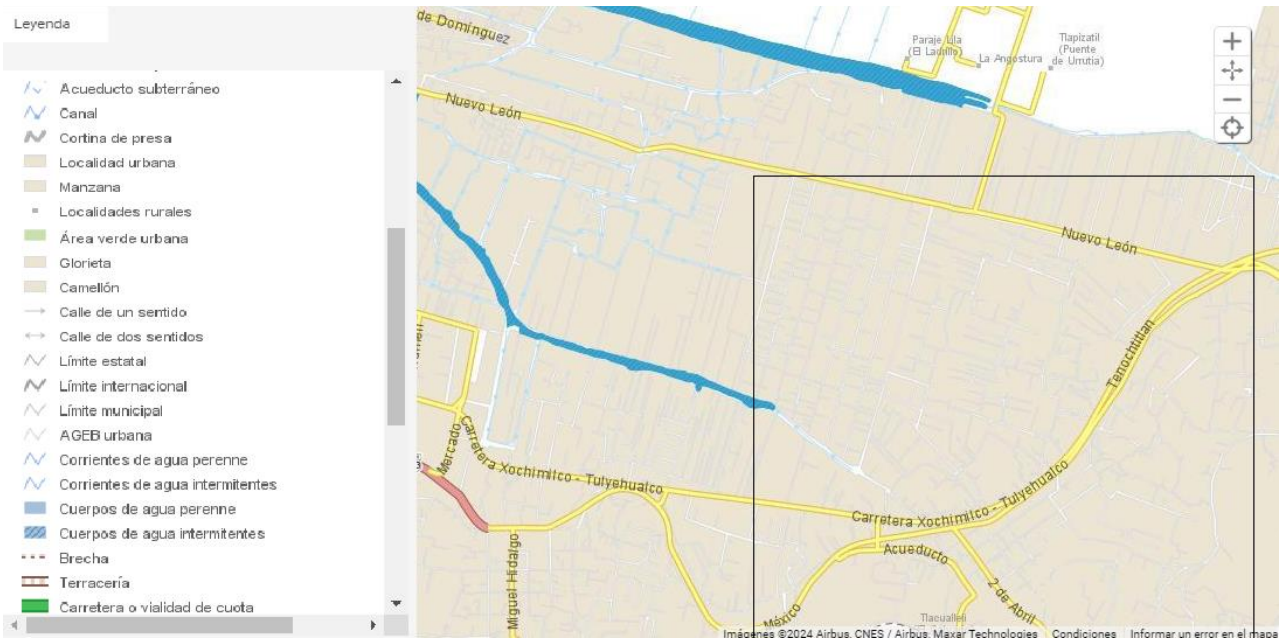 Leyenda
Acueducto subterráneo
Canal
Cortina de presa
Localidad urbana
Manzana
Localidades rurales
Área verde urbana
Glorieta
Camellón
Calle de un sentido
Calle de dos sentidos
Límite estatal
Límite internacional
Límite municipal
AGEB urbana
Corrientes de agua perenne
Corrientes de agua intermitentes
Cuerpos de agua perenne
Cuerpos de agua intermitentes
Brecha
Terracería
Carretera o vialidad de cuota
de Domínguez
Paraje Lila
(El Ladrillo)
La Angostura
Tlapizatil
(Puente
de Urrutia)
Nuevo León
Nuevo León
Tenochtitlan
Mercado
Carretera Xochimilco - Tulyehualco
Carretera Xochimilco - Tulyehualco
Acueducto
Miguel Hidalgo
México
2 de Abril
Imágenes ©2024 Airbus, CNES / Airbus, Maxar Technologies
Condiciones
Informar un error en el mapa